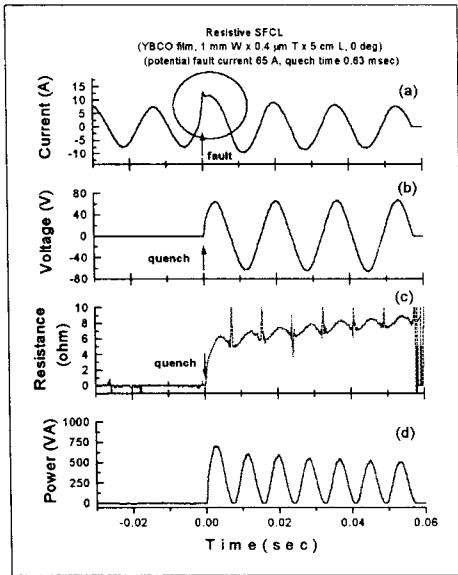 Resistive SFCL
(YBCO film, 1 mm W x 0.4 μm T x 5 cm L, 0 deg)
(potential fault current 65 A, quech time 0.63 msec)
15
10
5
0
-5
-10
Current (A)
(a)
fault
80
40
0
-40
-80
Voltage (V)
(b)
quench
10
8
6
4
2
0
Resistance
(ohm)
(c)
quench
1000
750
500
250
0
Power (VA)
(d)
-0.02 0.00 0.02 0.04 0.06
Time (sec)